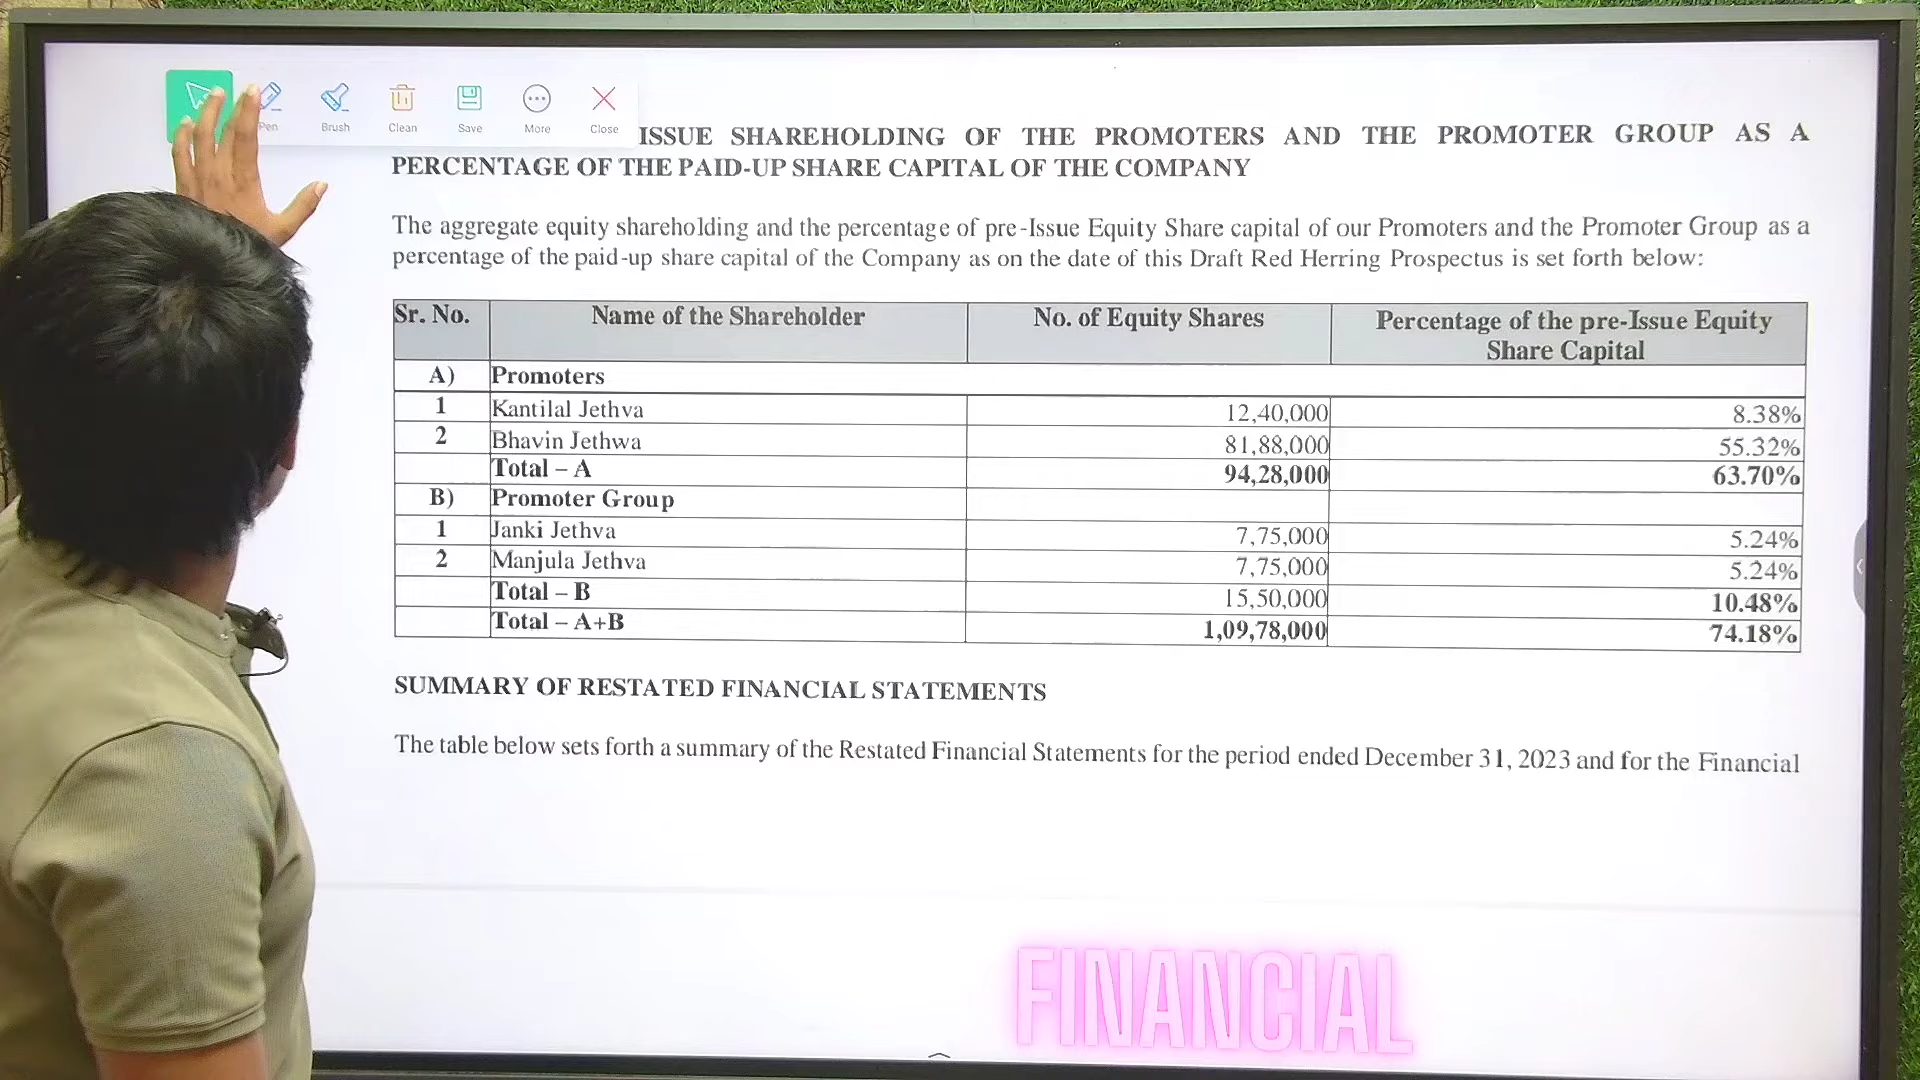 Pen Brush Clean Save More Close
ISSUE SHAREHOLDING OF THE PROMOTERS AND THE PROMOTER GROUP AS A
PERCENTAGE OF THE PAID-UP SHARE CAPITAL OF THE COMPANY
The aggregate equity shareholding and the percentage of pre-Issue Equity Share capital of our Promoters and the Promoter Group as a
percentage of the paid-up share capital of the Company as on the date of this Draft Red Herring Prospectus is set forth below:
Sr. No. Name of the Shareholder No. of Equity Shares Percentage of the pre-Issue Equity
Share Capital
A) Promoters
1 Kantilal Jethva 12,40,000 8.38%
2 Bhavin Jethwa 81,88,000 55.32%
Total – A 94,28,000 63.70%
B) Promoter Group
1 Janki Jethva 7,75,000 5.24%
2 Manjula Jethva 7,75,000 5.24%
Total – B 15,50,000 10.48%
Total – A+B 1,09,78,000 74.18%
SUMMARY OF RESTATED FINANCIAL STATEMENTS
The table below sets forth a summary of the Restated Financial Statements for the period ended December 31, 2023 and for the Financial
FINANCIAL